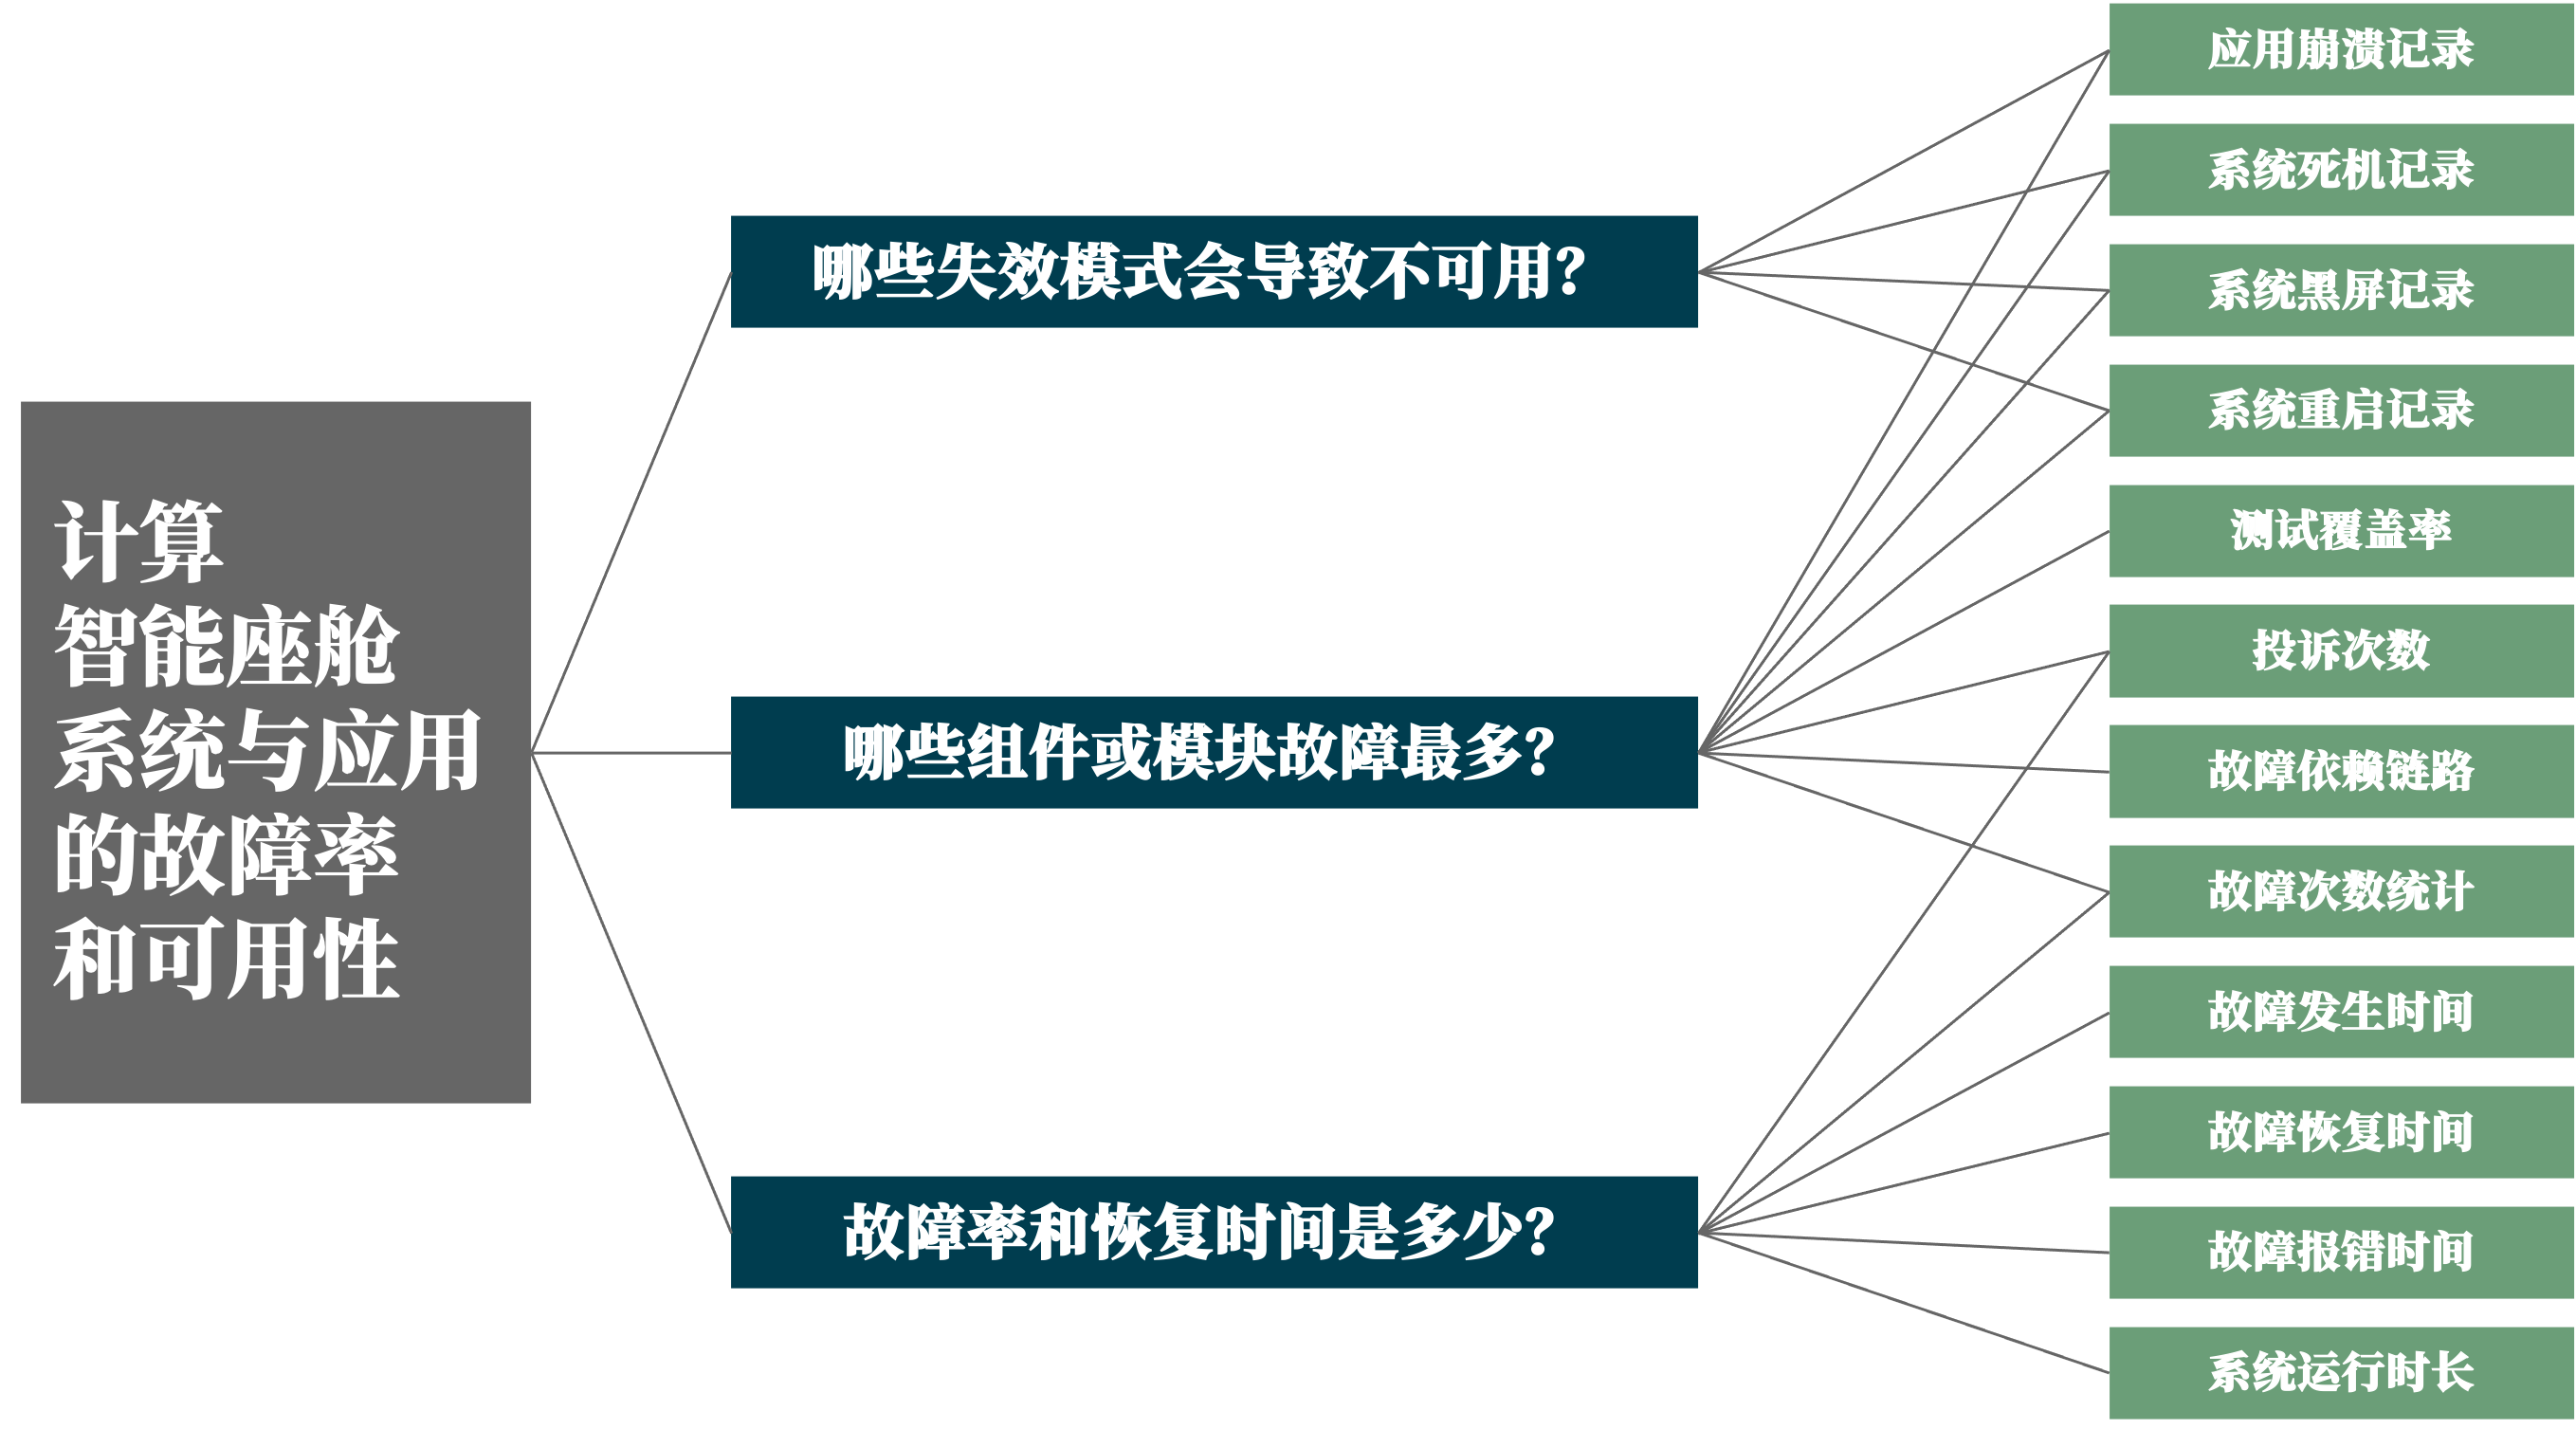 计算
智能座舱
系统与应用
的故障率
和可用性
哪些失效模式会导致不可用？
哪些组件或模块故障最多？
故障率和恢复时间是多少？
应用崩溃记录
系统死机记录
系统黑屏记录
系统重启记录
测试覆盖率
投诉次数
故障依赖链路
故障次数统计
故障发生时间
故障恢复时间
故障报错时间
系统运行时长